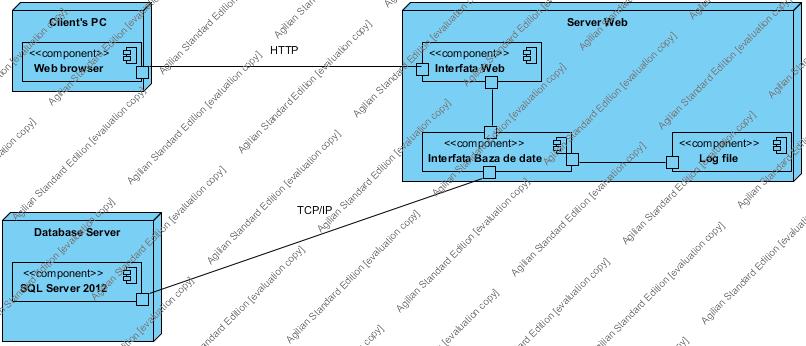 Client's PC
<<component>>
Web browser
HTTP
Server Web
<<component>>
Interfata Web
<<component>>
Interfata Baza de date
<<component>>
Log file
TCP/IP
Database Server
<<component>>
SQL Server 2012
Agilian Standard Edition [evaluation copy]